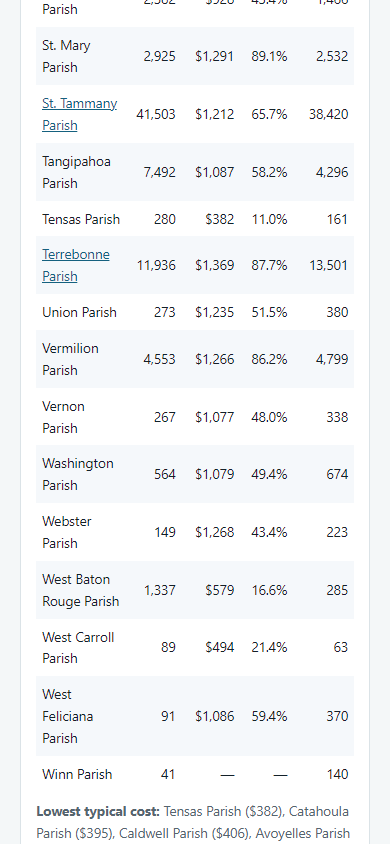 Parish
St. Mary
Parish
2,925 $1,291 89.1% 2,532
St. Tammany
Parish
41,503 $1,212 65.7% 38,420
Tangipahoa
Parish
7,492 $1,087 58.2% 4,296
Tensas Parish 280 $382 11.0% 161
Terrebonne
Parish
11,936 $1,369 87.7% 13,501
Union Parish 273 $1,235 51.5% 380
Vermilion
Parish
4,553 $1,266 86.2% 4,799
Vernon
Parish
267 $1,077 48.0% 338
Washington
Parish
564 $1,079 49.4% 674
Webster
Parish
149 $1,268 43.4% 223
West Baton
Rouge Parish
1,337 $579 16.6% 285
West Carroll
Parish
89 $494 21.4% 63
West
Feliciana
Parish
91 $1,086 59.4% 370
Winn Parish 41 — — 140
Lowest typical cost: Tensas Parish ($382), Catahoula
Parish ($395), Caldwell Parish ($406), Avoyelles Parish